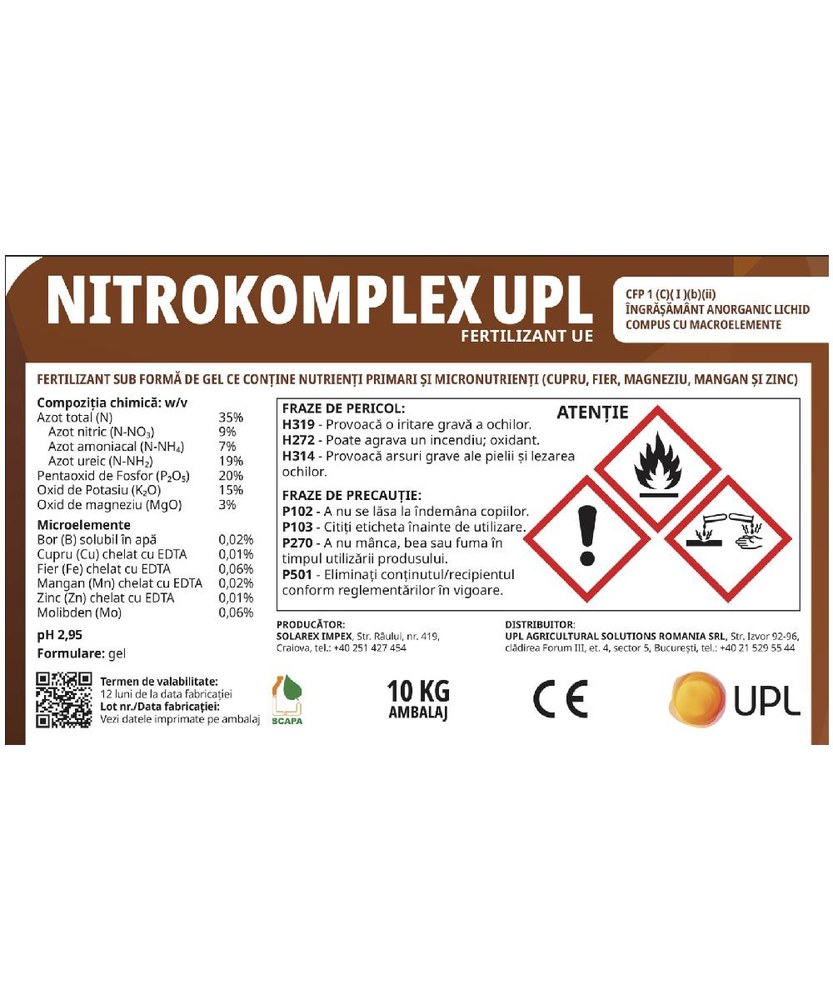 NITROKOMPLEX UPL
FERTILIZANT UE
CFP 1 (C)( I )(b)(ii)
ÎNGRĂȘĂMÂNT ANORGANIC LICHID
COMPUS CU MACROELEMENTE
FERTILIZANT SUB FORMĂ DE GEL CE CONȚINE NUTRIENȚI PRIMARI ȘI MICRONUTRIENȚI (CUPRU, FIER, MAGNEZIU, MANGAN ȘI ZINC)
Compoziția chimică: w/v
Azot total (N) 35%
Azot nitric (N-NO₃) 9%
Azot amoniacal (N-NH₄) 7%
Azot ureic (N-NH₂) 19%
Pentaoxid de Fosfor (P₂O₅) 20%
Oxid de Potasiu (K₂O) 15%
Oxid de magneziu (MgO) 3%
Microelemente
Bor (B) solubil în apă 0,02%
Cupru (Cu) chelat cu EDTA 0,01%
Fier (Fe) chelat cu EDTA 0,06%
Mangan (Mn) chelat cu EDTA 0,02%
Zinc (Zn) chelat cu EDTA 0,01%
Molibden (Mo) 0,06%
pH 2,95
Formulare: gel
FRAZE DE PERICOL:
H319 - Provoacă o iritare gravă a ochilor.
H272 - Poate agrava un incendiu; oxidant.
H314 - Provoacă arsuri grave ale pielii și lezarea
ochilor.
FRAZE DE PRECAUȚIE:
P102 - A nu se lăsa la îndemâna copiilor.
P103 - Citiți eticheta înainte de utilizare.
P270 - A nu mânca, bea sau fuma în
timpul utilizării produsului.
P501 - Eliminați conținutul/recipientul
conform reglementărilor în vigoare.
ATENȚIE
PRODUCĂTOR:
SOLAREX IMPEX, Str. Râului, nr. 419,
Craiova, tel.: +40 251 427 454
DISTRIBUITOR:
UPL AGRICULTURAL SOLUTIONS ROMANIA SRL, Str. Izvor 92-96,
clădirea Forum III, et. 4, sector 5, București, tel.: +40 21 529 55 44
Termen de valabilitate:
12 luni de la data fabricației
Lot nr./Data fabricației:
Vezi datele imprimate pe ambalaj
SCAPA
10 KG
AMBALAJ
CE
UPL